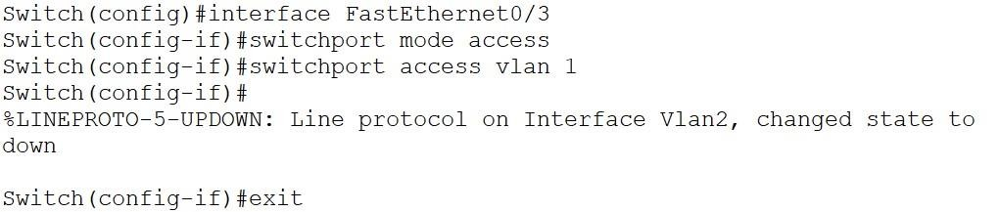 Switch(config)#interface FastEthernet0/3
Switch(config-if)#switchport mode access
Switch(config-if)#switchport access vlan 1
Switch(config-if)#
%LINEPROTO-5-UPDOWN: Line protocol on Interface Vlan2, changed state to
down
Switch(config-if)#exit